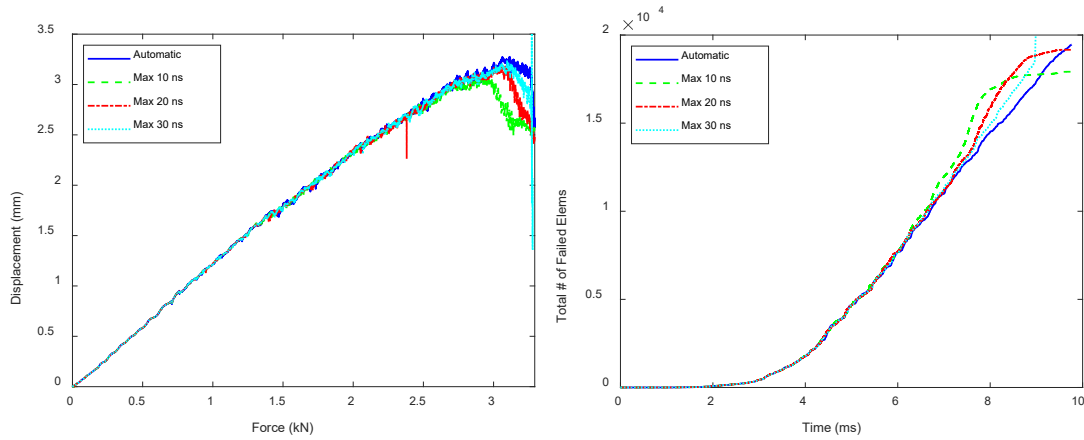 3.5
3
2.5
2
1.5
1
0.5
0
Displacement (mm)
Automatic
Max 10 ns
Max 20 ns
Max 30 ns
0 0.5 1 1.5 2 2.5 3
Force (kN)
× 10 4
2
1.5
1
0.5
0
Total # of Failed Elems
Automatic
Max 10 ns
Max 20 ns
Max 30 ns
0 2 4 6 8 10
Time (ms)